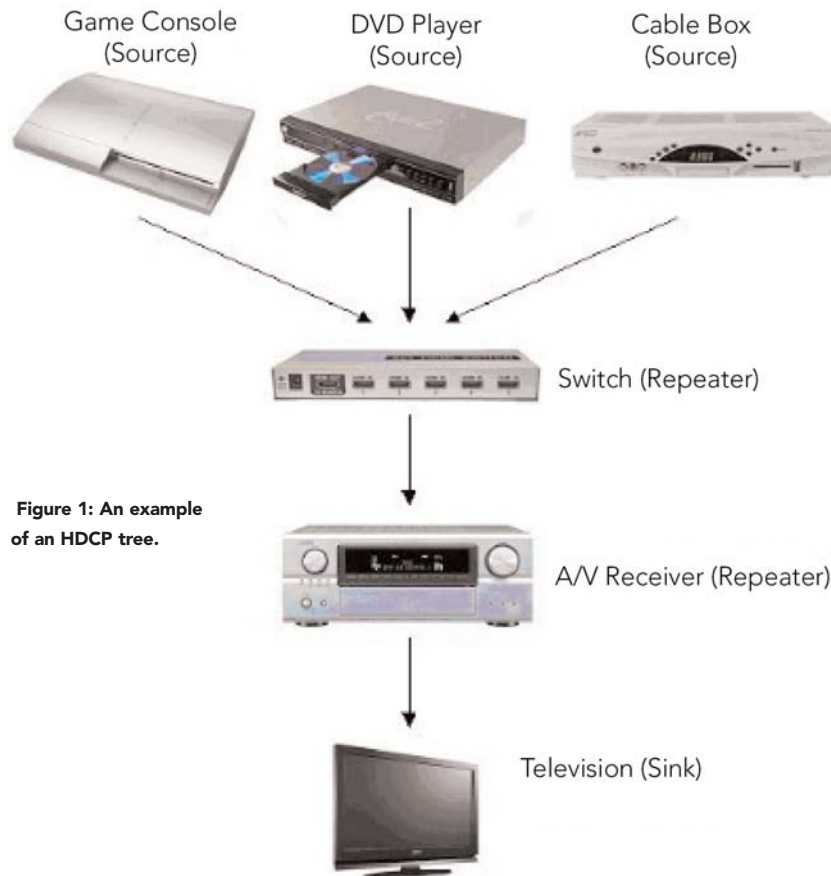 Game Console
(Source)
DVD Player
(Source)
Cable Box
(Source)
Switch (Repeater)
Figure 1: An example
of an HDCP tree.
A/V Receiver (Repeater)
Television (Sink)